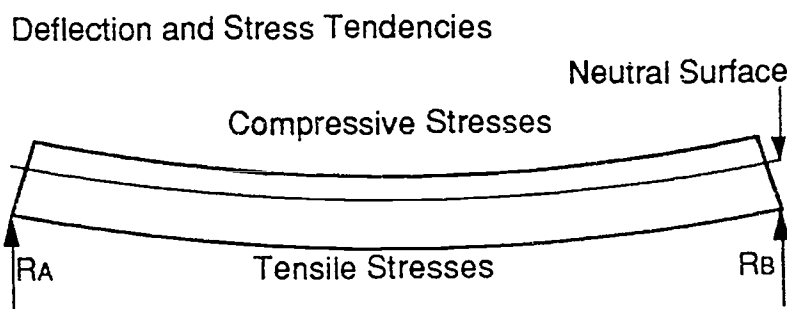 Deflection and Stress Tendencies
Neutral Surface
Compressive Stresses
RA
Tensile Stresses
RB